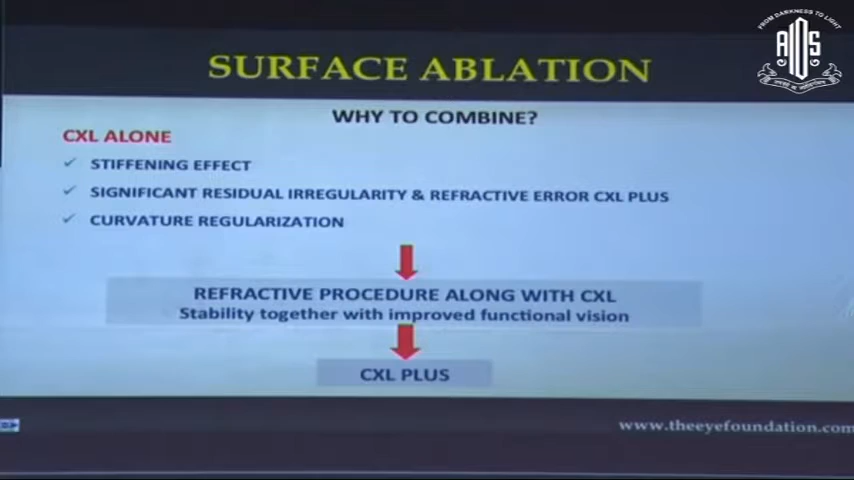 FROM DARKNESS TO LIGHT
AIOS
SURFACE ABLATION
WHY TO COMBINE?
CXL ALONE
✓ STIFFENING EFFECT
✓ SIGNIFICANT RESIDUAL IRREGULARITY & REFRACTIVE ERROR CXL PLUS
✓ CURVATURE REGULARIZATION
REFRACTIVE PROCEDURE ALONG WITH CXL
Stability together with improved functional vision
CXL PLUS
www.theeyefoundation.com